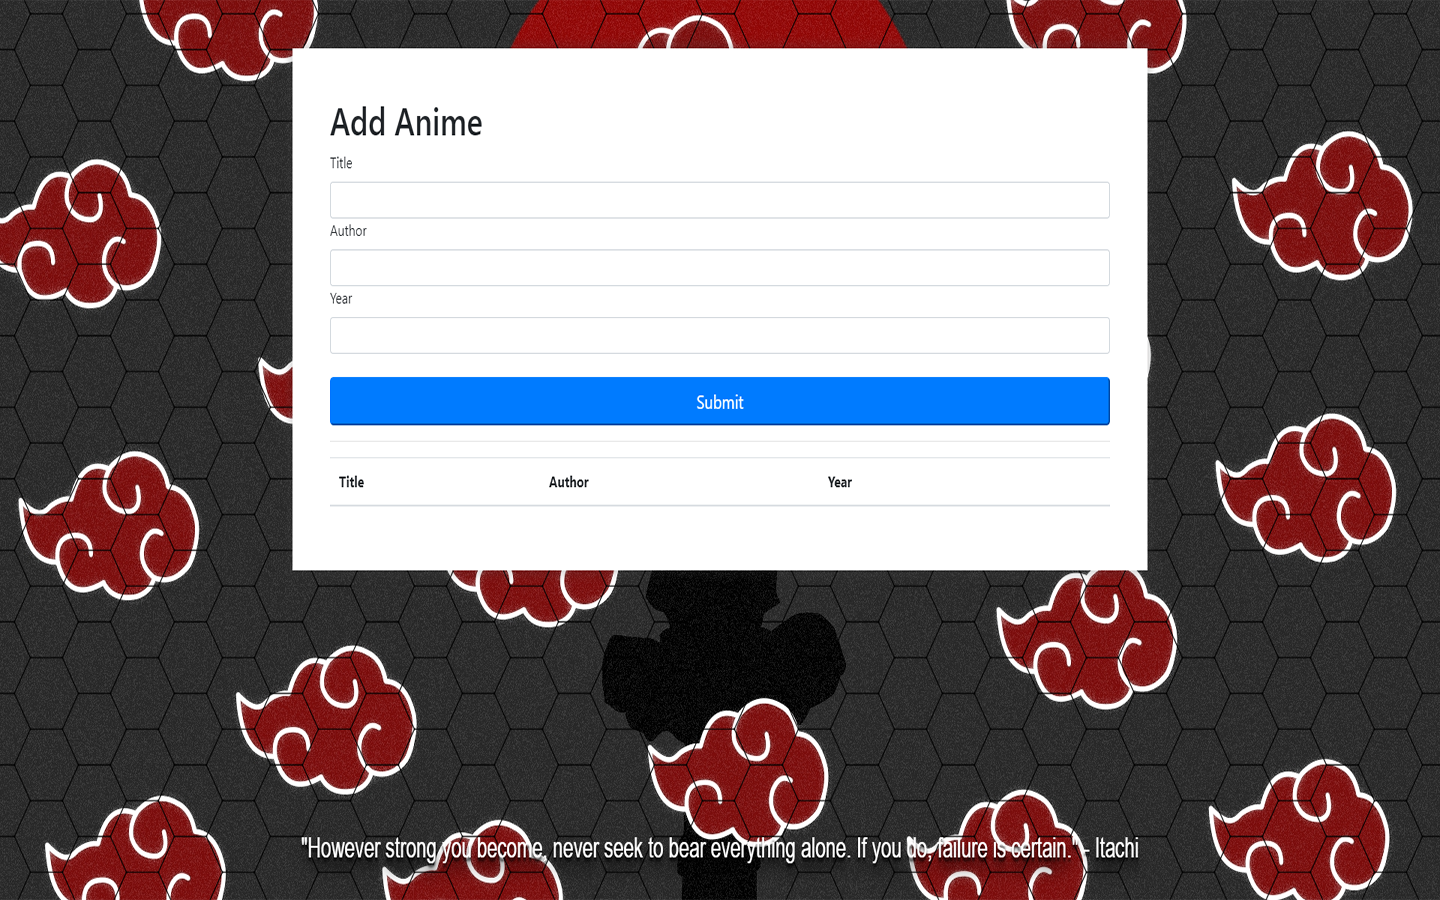 Add Anime
Title
Author
Year
Submit
Title Author Year
"However strong you become, never seek to bear everything alone. If you do, failure is certain." - Itachi